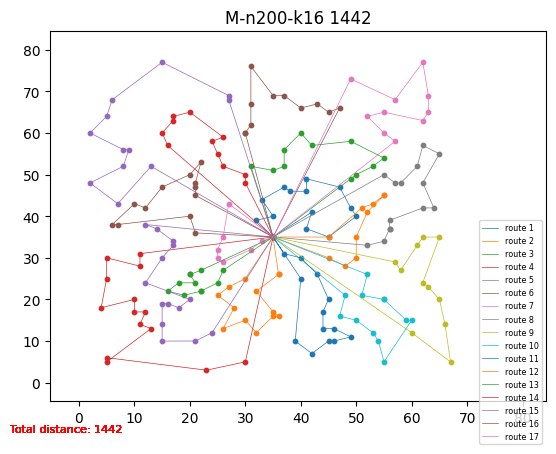 M-n200-k16 1442
80
70
60
50
40
30
20
10
0
route 1
route 2
route 3
route 4
route 5
route 6
route 7
route 8
route 9
route 10
route 11
route 12
route 13
route 14
route 15
route 16
route 17
0 10 20 30 40 50 60 70 80
Total distance: 1442